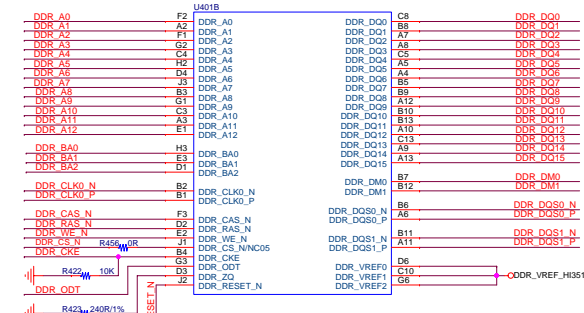 U401B
DDR_A0 F2 DDR_A0 DDR_DQ0 C8 DDR_DQ0
DDR_A1 A2 DDR_A1 DDR_DQ1 B8 DDR_DQ1
DDR_A2 F1 DDR_A2 DDR_DQ2 A7 DDR_DQ2
DDR_A3 G2 DDR_A3 DDR_DQ3 A8 DDR_DQ3
DDR_A4 C4 DDR_A4 DDR_DQ4 C5 DDR_DQ4
DDR_A5 H2 DDR_A5 DDR_DQ5 A5 DDR_DQ5
DDR_A6 D4 DDR_A6 DDR_DQ6 A4 DDR_DQ6
DDR_A7 J3 DDR_A7 DDR_DQ7 B5 DDR_DQ7
DDR_A8 B3 DDR_A8 DDR_DQ8 B9 DDR_DQ8
DDR_A9 G1 DDR_A9 DDR_DQ9 A12 DDR_DQ9
DDR_A10 C3 DDR_A10 DDR_DQ10 B10 DDR_DQ10
DDR_A11 A3 DDR_A11 DDR_DQ11 B13 DDR_DQ11
DDR_A12 E1 DDR_A12 DDR_DQ12 A10 DDR_DQ12
DDR_DQ13 C13 DDR_DQ13
DDR_BA0 H3 DDR_BA0 DDR_DQ14 A9 DDR_DQ14
DDR_BA1 E3 DDR_BA1 DDR_DQ15 A13 DDR_DQ15
DDR_BA2 D1 DDR_BA2
DDR_DM0 B7 DDR_DM0
DDR_CLK0_N B2 DDR_CLK0_N DDR_DM1 B12 DDR_DM1
DDR_CLK0_P B1 DDR_CLK0_P
DDR_DQS0_N B6 DDR_DQS0_N
DDR_CAS_N F3 DDR_CAS_N DDR_DQS0_P A6 DDR_DQS0_P
DDR_RAS_N D2 DDR_RAS_N
DDR_WE_N E2 DDR_WE_N DDR_DQS1_N B11 DDR_DQS1_N
DDR_CS_N R456 0R J1 DDR_CS_N/NC05 DDR_DQS1_P A11 DDR_DQS1_P
DDR_CKE B4 DDR_CKE
G3 DDR_ODT DDR_VREF0 D6
R422 10K D3 DDR_ZQ DDR_VREF1 C10 DDR_VREF_HI351
J2 DDR_RESET_N DDR_VREF2 G6
DDR_ODT
R423 240R/1%
ESET_N